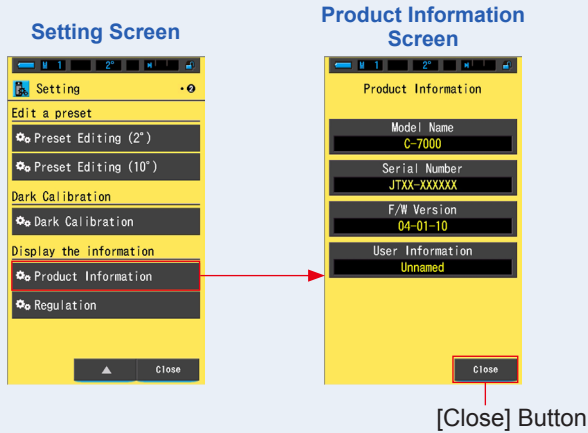 Setting Screen
M 1 2° M
Setting
Edit a preset
Preset Editing (2°)
Preset Editing (10°)
Dark Calibration
Dark Calibration
Display the information
Product Information
Regulation
▲ Close
Product Information
Screen
M 1 2° M
Product Information
Model Name
C-7000
Serial Number
JTXX-XXXXXX
F/W Version
04-01-10
User Information
Unnamed
Close
[Close] Button